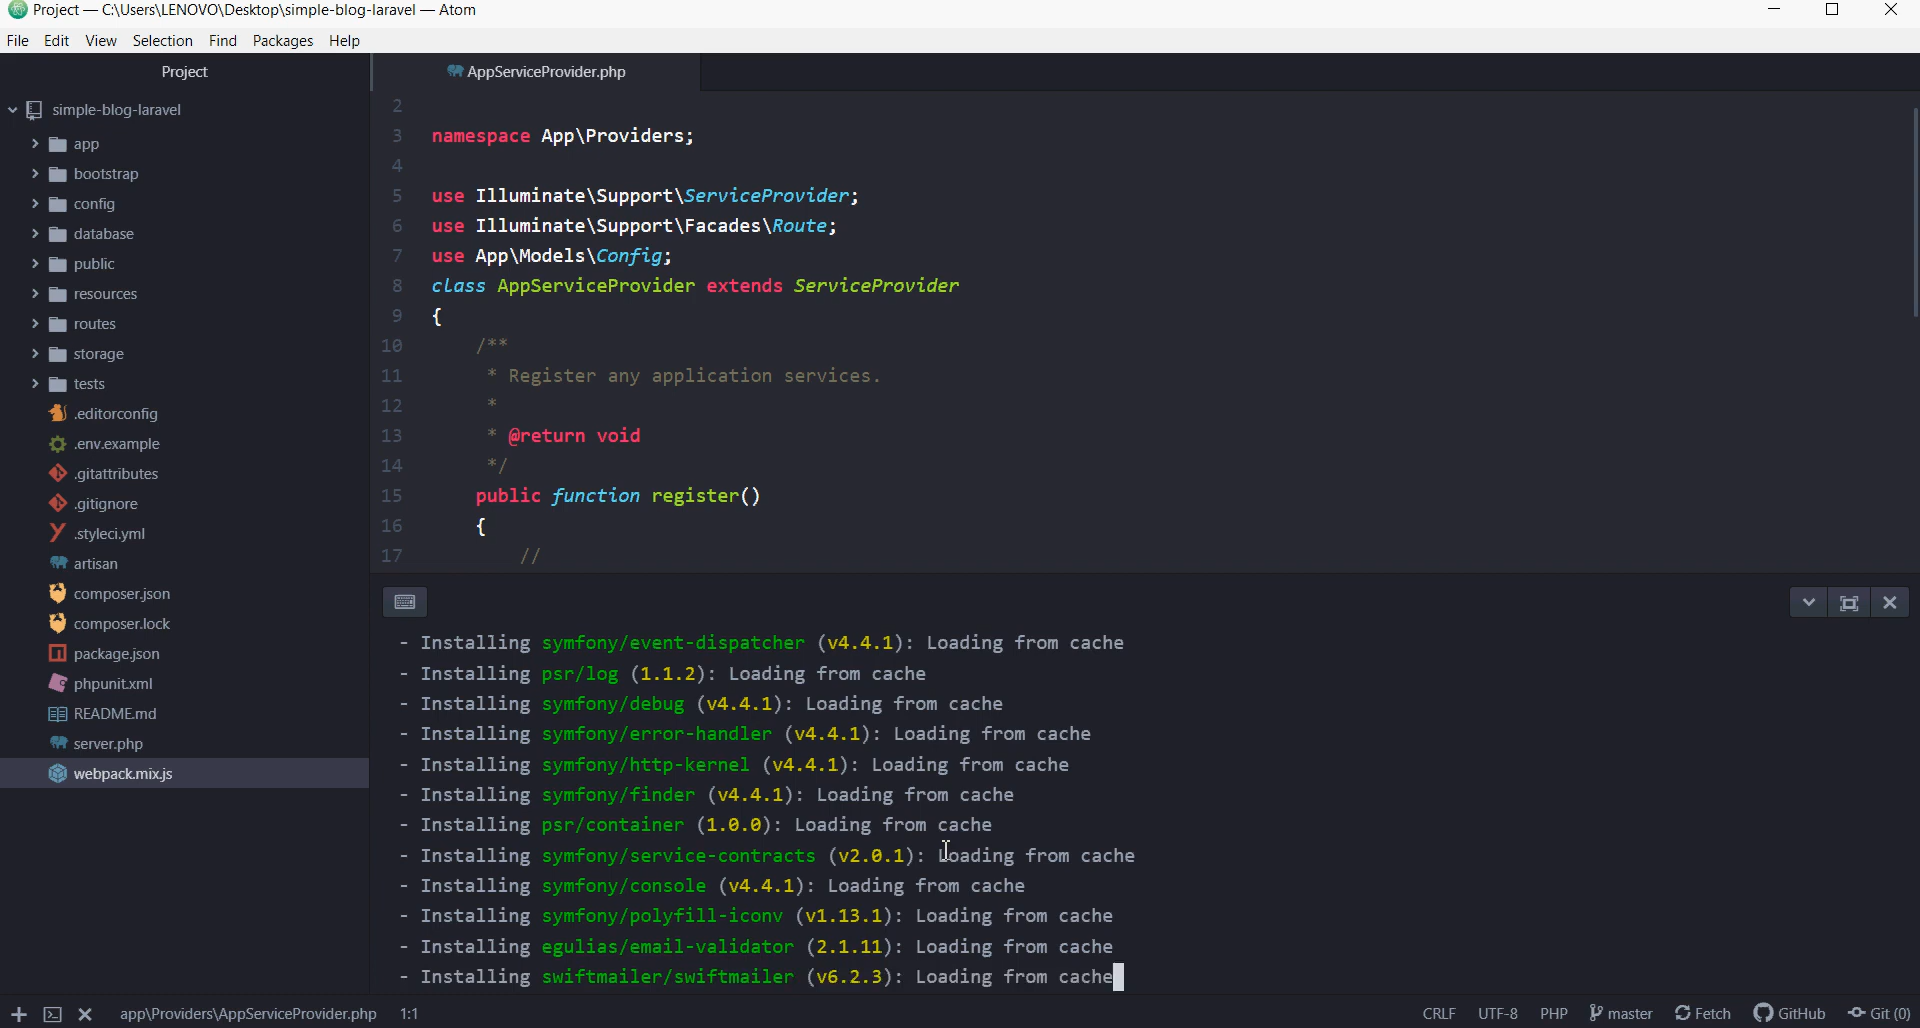 Project — C:\Users\LENOVO\Desktop\simple-blog-laravel — Atom
File Edit View Selection Find Packages Help
Project
AppServiceProvider.php
simple-blog-laravel
app
bootstrap
config
database
public
resources
routes
storage
tests
.editorconfig
.env.example
.gitattributes
.gitignore
.styleci.yml
artisan
composer.json
composer.lock
package.json
phpunit.xml
README.md
server.php
webpack.mix.js
2
3 namespace App\Providers;
4
5 use Illuminate\Support\ServiceProvider;
6 use Illuminate\Support\Facades\Route;
7 use App\Models\Config;
8 class AppServiceProvider extends ServiceProvider
9 {
10 /**
11 * Register any application services.
12 *
13 * @return void
14 */
15 public function register()
16 {
17 //
- Installing symfony/event-dispatcher (v4.4.1): Loading from cache
- Installing psr/log (1.1.2): Loading from cache
- Installing symfony/debug (v4.4.1): Loading from cache
- Installing symfony/error-handler (v4.4.1): Loading from cache
- Installing symfony/http-kernel (v4.4.1): Loading from cache
- Installing symfony/finder (v4.4.1): Loading from cache
- Installing psr/container (1.0.0): Loading from cache
- Installing symfony/service-contracts (v2.0.1): Loading from cache
- Installing symfony/console (v4.4.1): Loading from cache
- Installing symfony/polyfill-iconv (v1.13.1): Loading from cache
- Installing egulias/email-validator (2.1.11): Loading from cache
- Installing swiftmailer/swiftmailer (v6.2.3): Loading from cache
app\Providers\AppServiceProvider.php 1:1 CRLF UTF-8 PHP master Fetch GitHub Git (0)